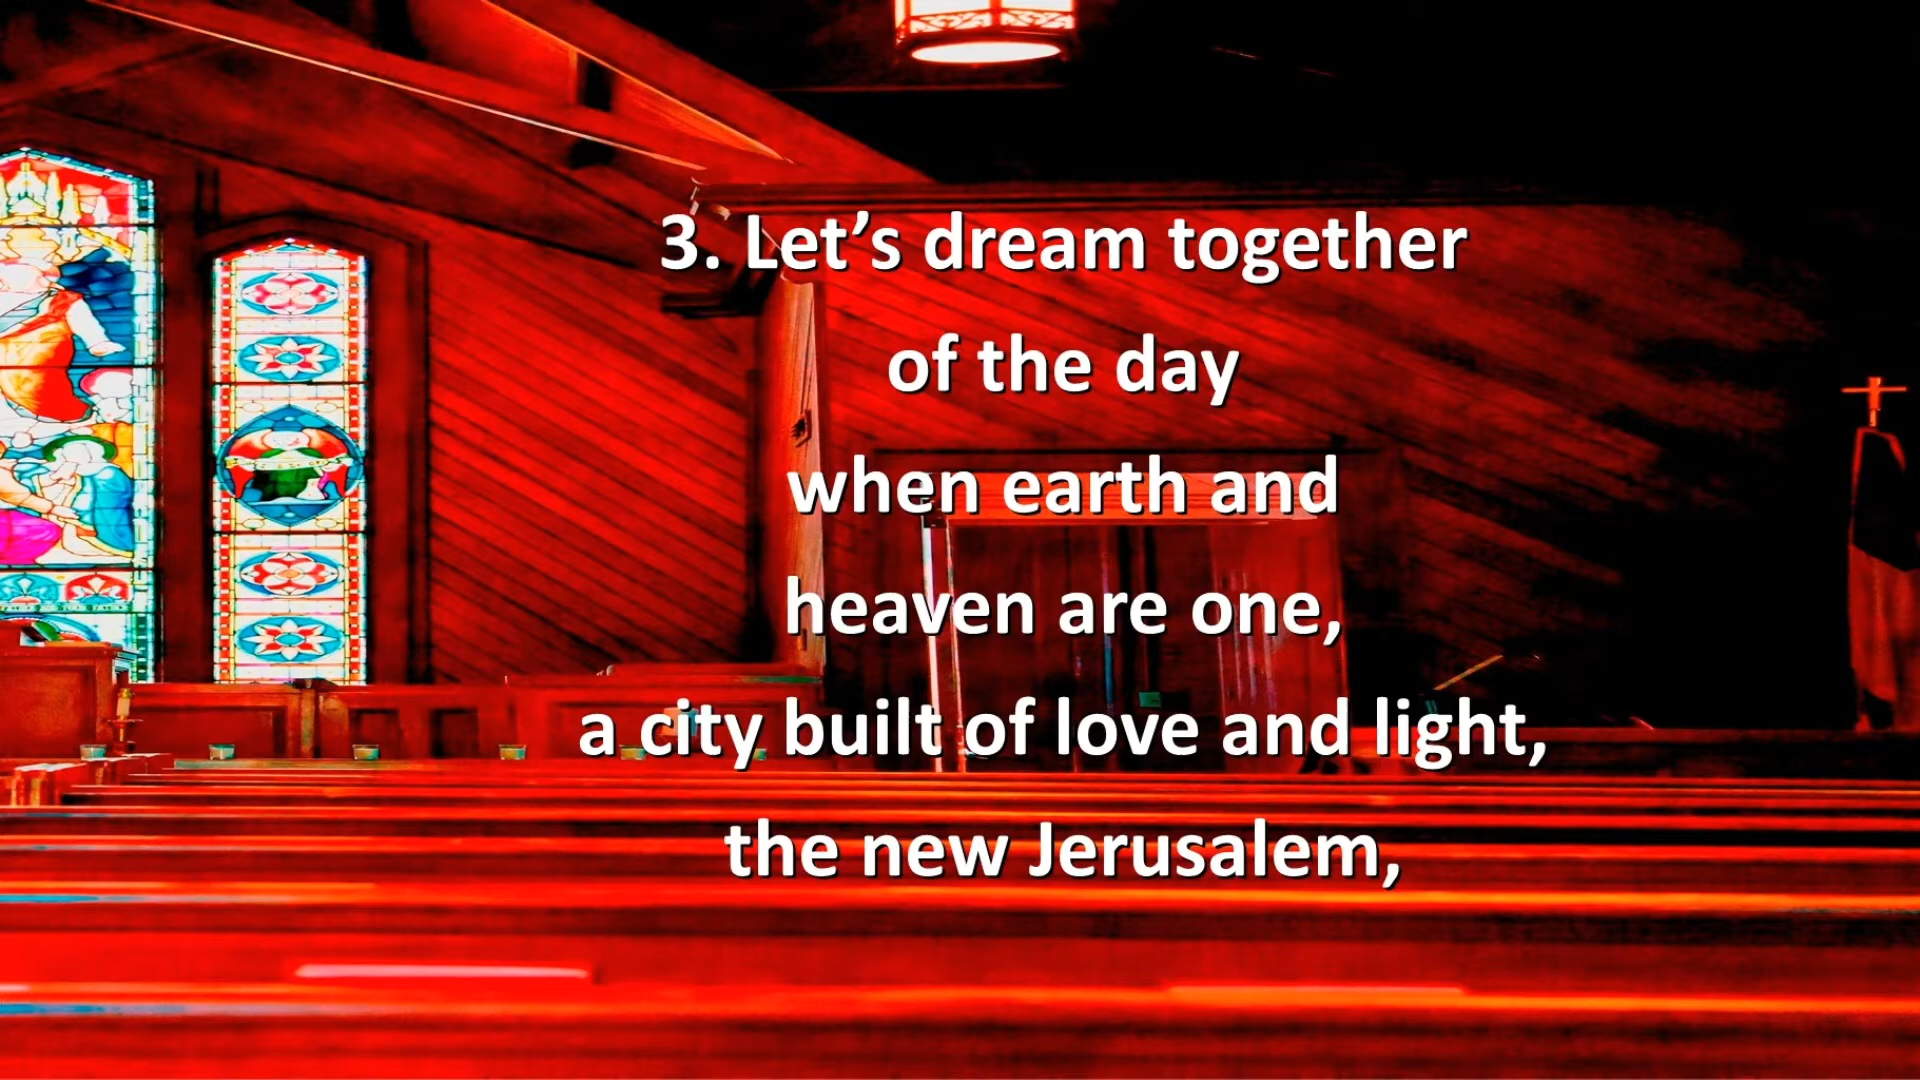 3. Let’s dream together
of the day
when earth and
heaven are one,
a city built of love and light,
the new Jerusalem,